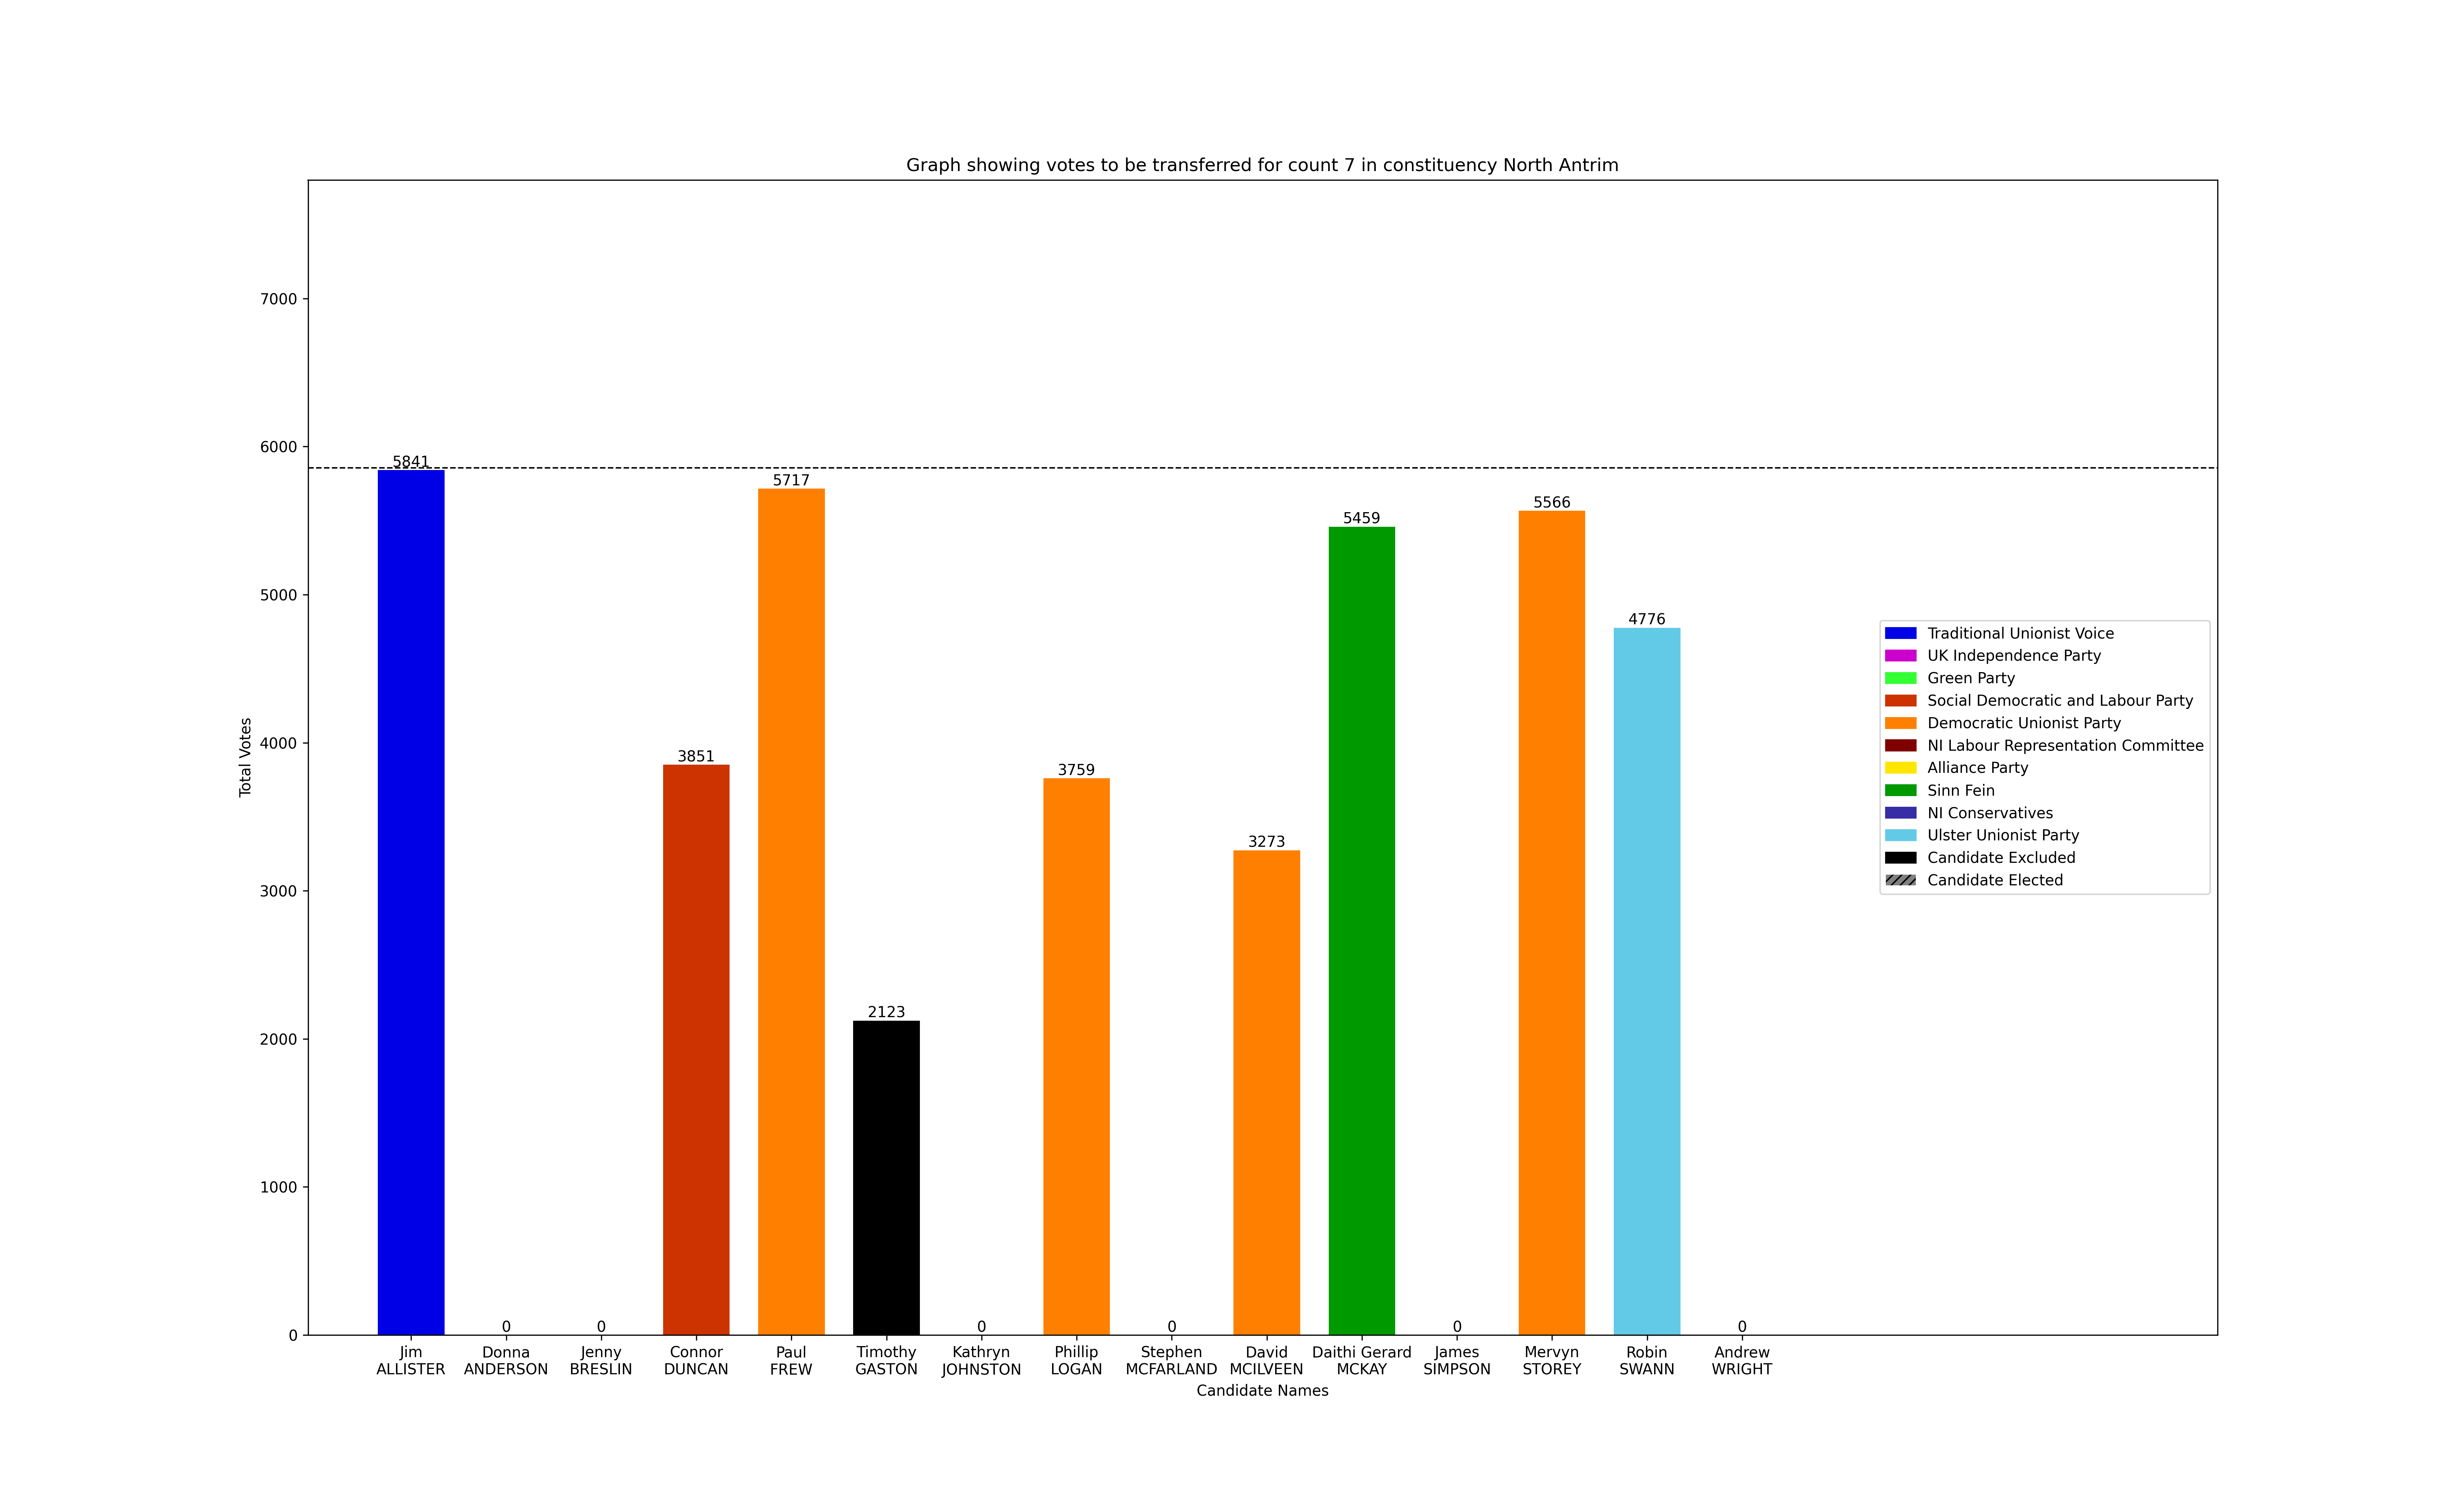 Graph showing votes to be transferred for count 7 in constituency North Antrim
Total Votes
7000
6000
5000
4000
3000
2000
1000
0
5841
0
0
3851
5717
2123
0
3759
0
3273
5459
0
5566
4776
0
Jim
ALLISTER
Donna
ANDERSON
Jenny
BRESLIN
Connor
DUNCAN
Paul
FREW
Timothy
GASTON
Kathryn
JOHNSTON
Phillip
LOGAN
Stephen
MCFARLAND
David
MCILVEEN
Daithi Gerard
MCKAY
James
SIMPSON
Mervyn
STOREY
Robin
SWANN
Andrew
WRIGHT
Candidate Names
Traditional Unionist Voice
UK Independence Party
Green Party
Social Democratic and Labour Party
Democratic Unionist Party
NI Labour Representation Committee
Alliance Party
Sinn Fein
NI Conservatives
Ulster Unionist Party
Candidate Excluded
Candidate Elected